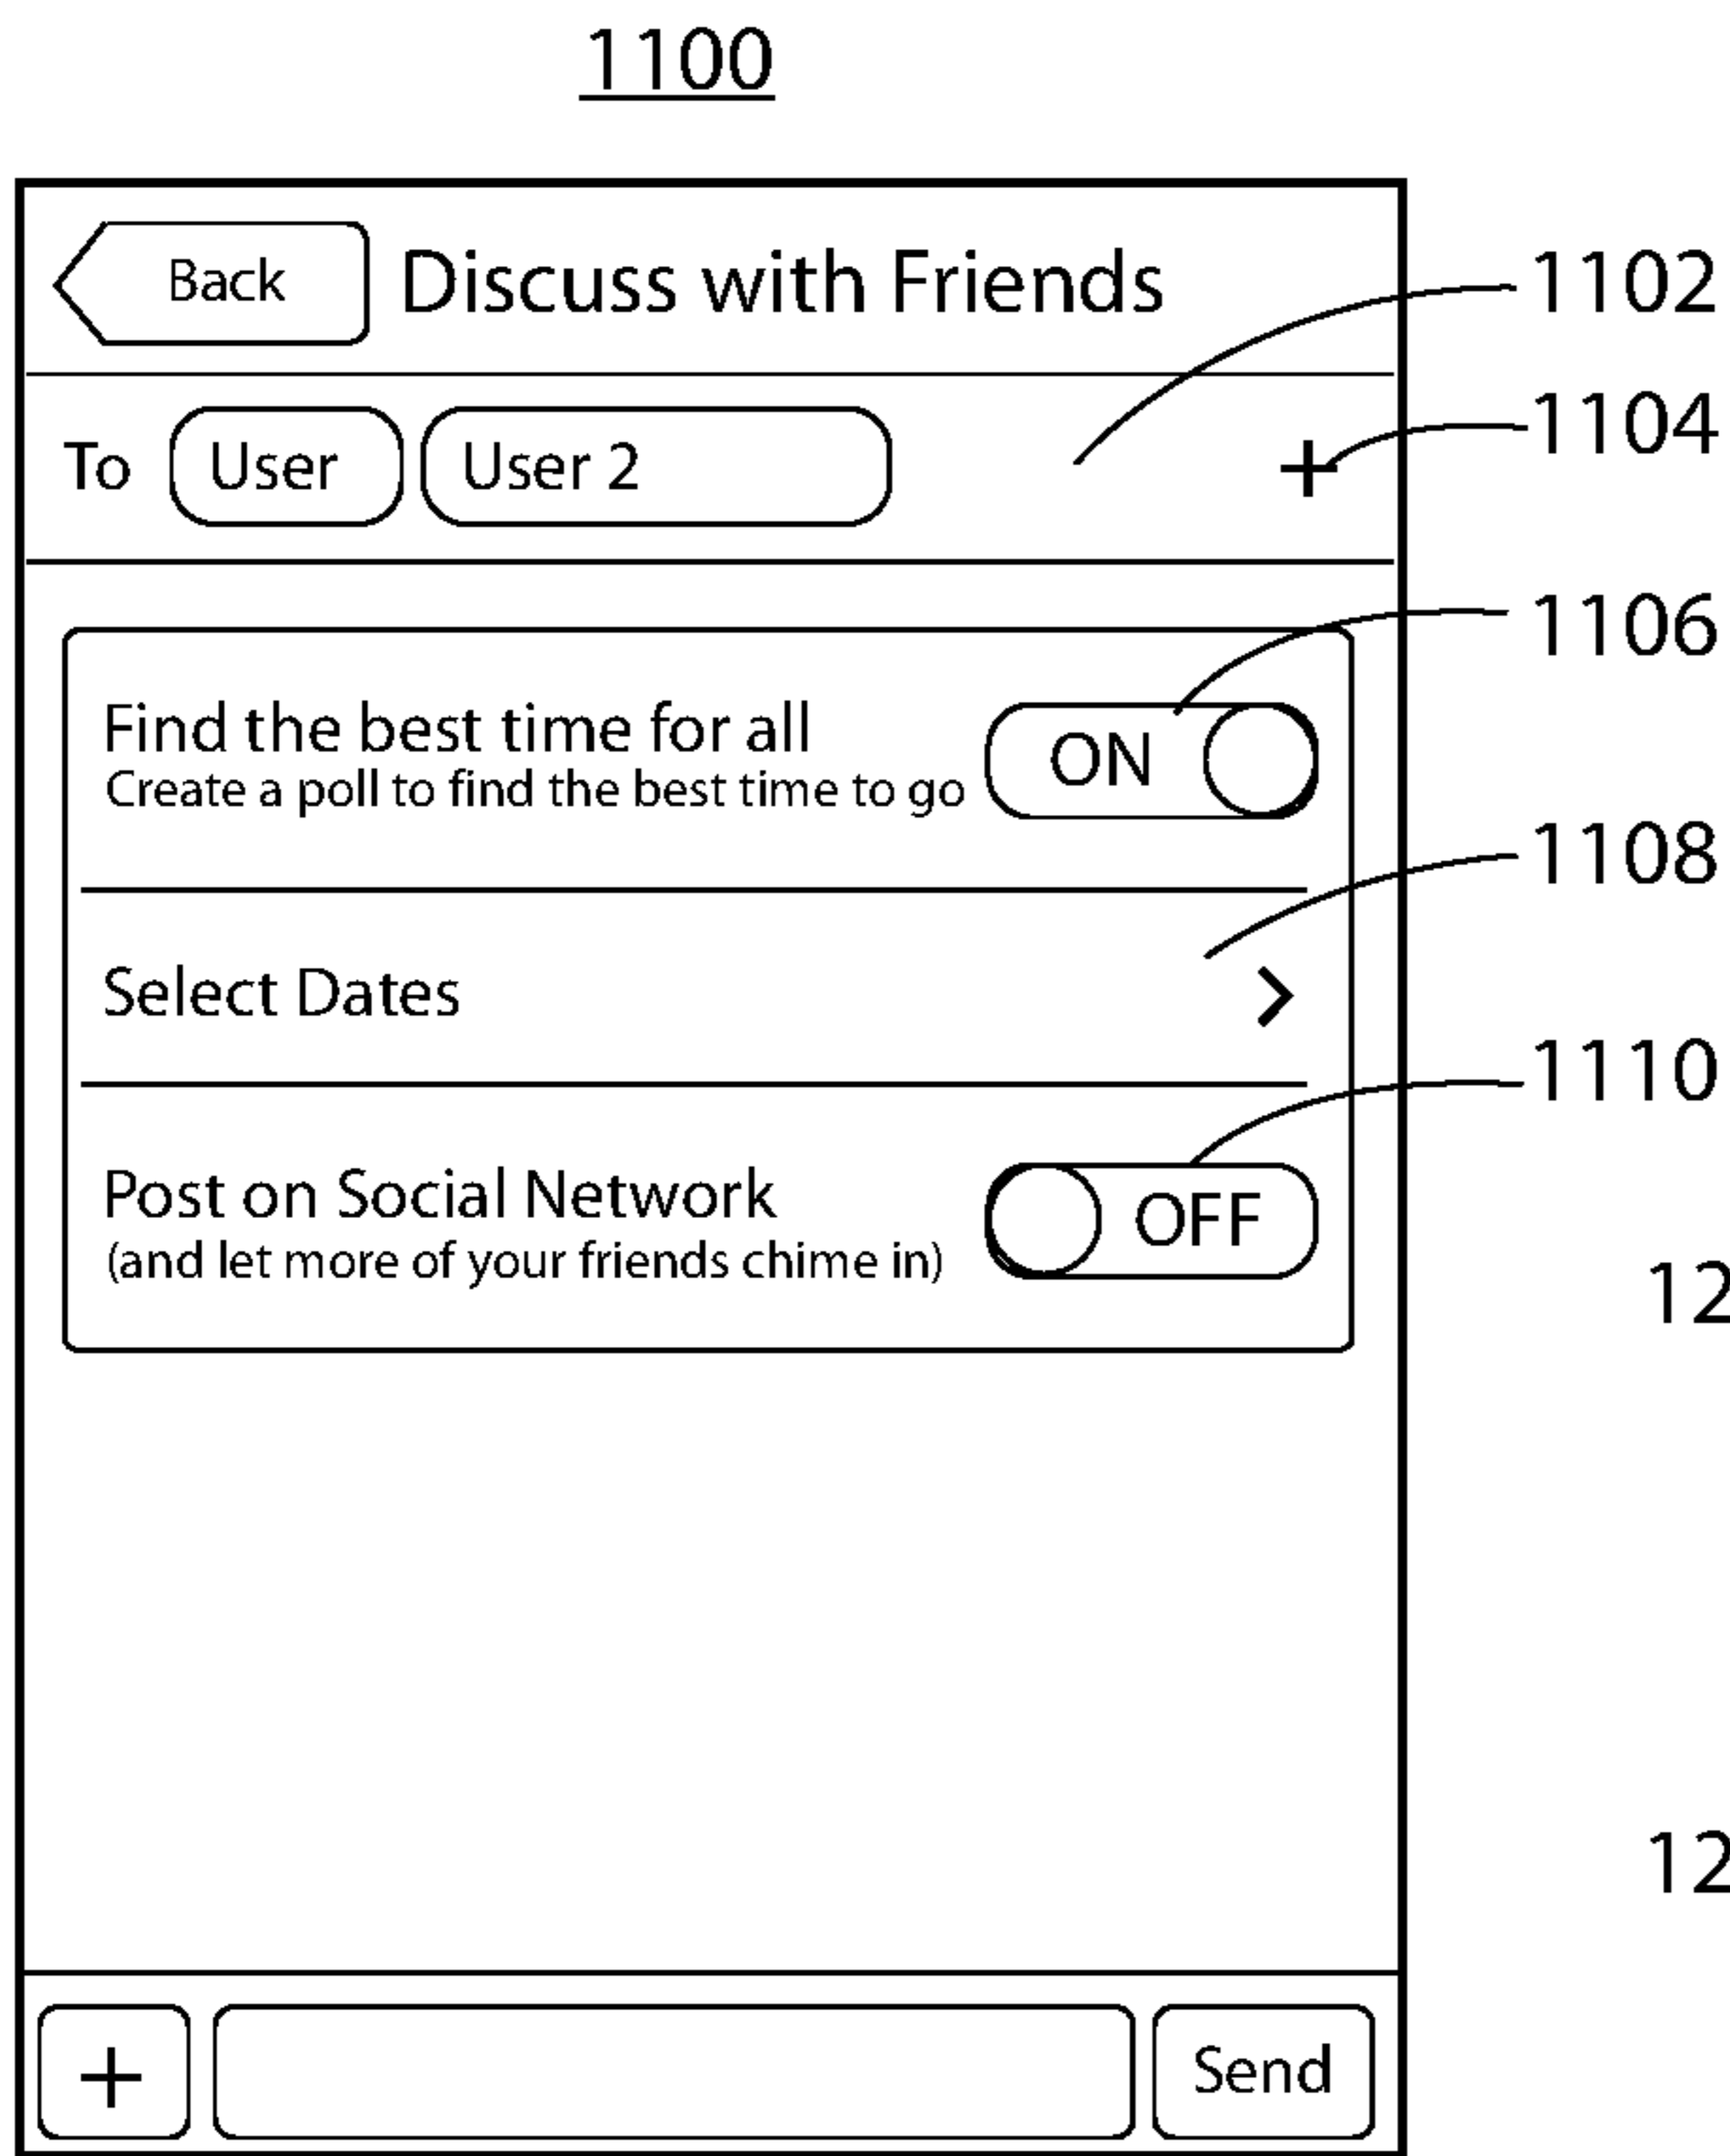 1100
Back Discuss with Friends
1102
To User User 2 +
1104
1106
Find the best time for all
Create a poll to find the best time to go
ON
1108
Select Dates >
1110
Post on Social Network
(and let more of your friends chime in)
OFF
12
12
+ Send